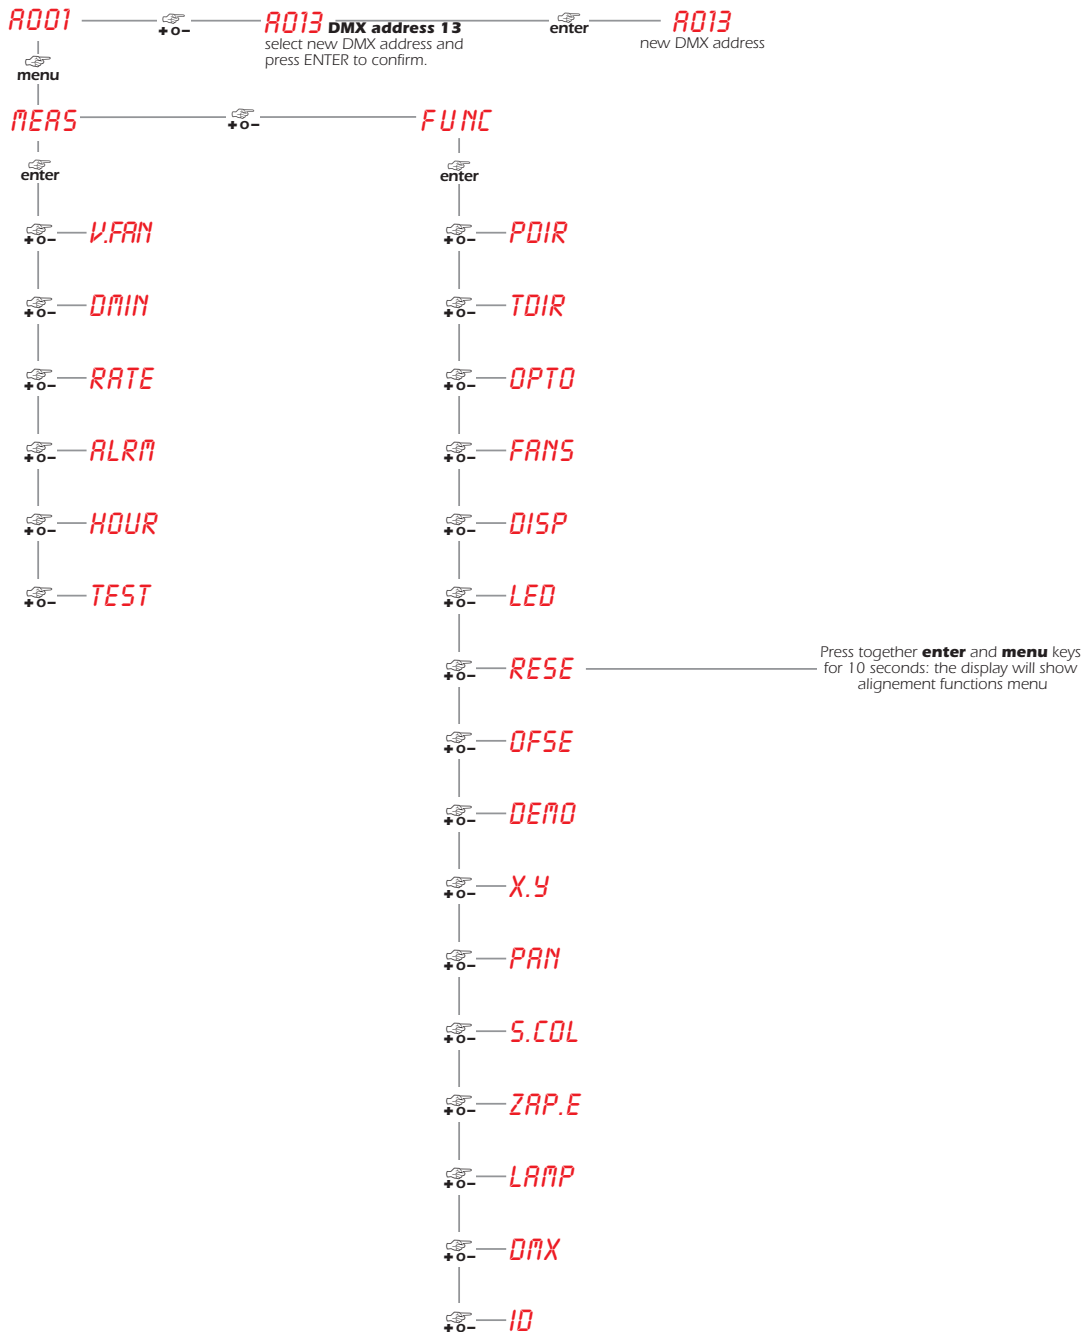 A001
+ o –
A013 DMX address 13
select new DMX address and
press ENTER to confirm.
enter
A013
new DMX address
menu
MEAS
+ o –
FUNC
enter
enter
+ o – V.FAN
+ o – PDIR
+ o – DMIN
+ o – TDIR
+ o – RATE
+ o – OPTO
+ o – ALRM
+ o – FANS
+ o – HOUR
+ o – DISP
+ o – TEST
+ o – LED
+ o – RESE
Press together enter and menu keys
for 10 seconds: the display will show
alignement functions menu
+ o – OFSE
+ o – DEMO
+ o – X.Y
+ o – PAN
+ o – S.COL
+ o – ZAP.E
+ o – LAMP
+ o – DMX
+ o – ID